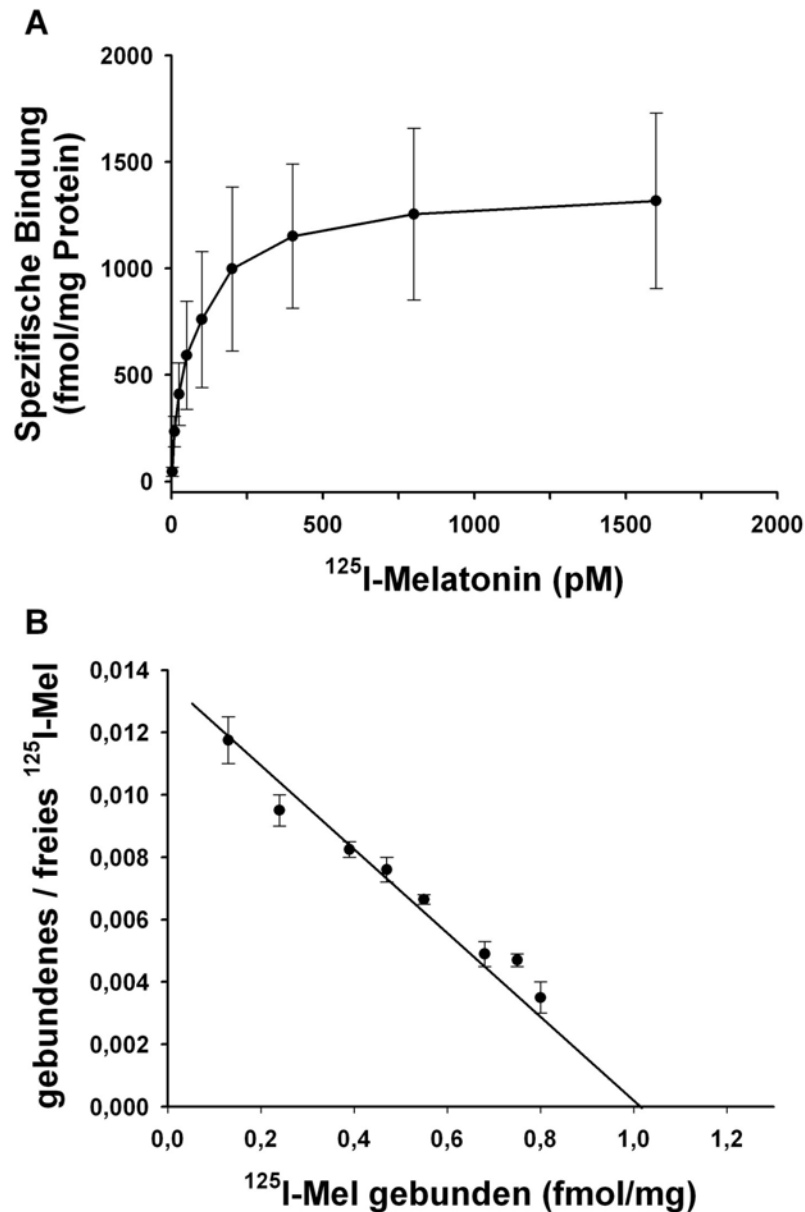 A
Spezifische Bindung
(fmol/mg Protein)
2000
1500
1000
500
0
0 500 1000 1500 2000
¹²⁵I-Melatonin (pM)
B
gebundenes / freies ¹²⁵I-Mel
0,014
0,012
0,010
0,008
0,006
0,004
0,002
0,000
0,0 0,2 0,4 0,6 0,8 1,0 1,2
¹²⁵I-Mel gebunden (fmol/mg)